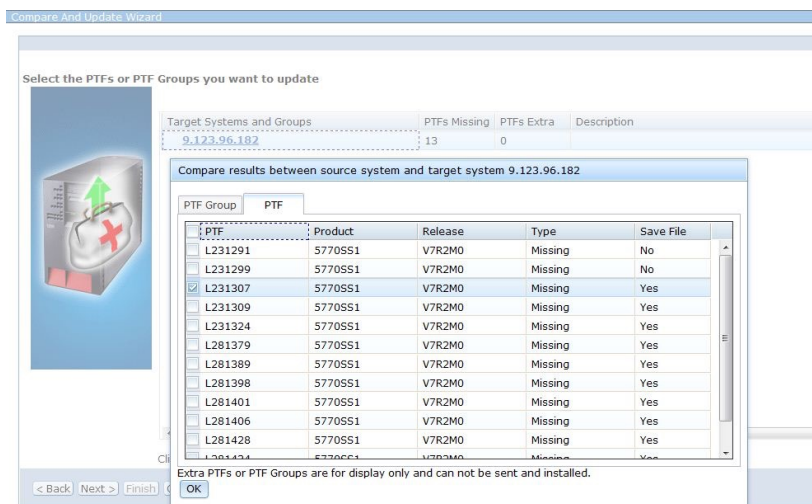 Compare And Update Wizard
Select the PTFs or PTF Groups you want to update
Target Systems and Groups PTFs Missing PTFs Extra Description
9.123.96.182 13 0
Compare results between source system and target system 9.123.96.182
PTF Group PTF
PTF Product Release Type Save File
L231291 5770SS1 V7R2M0 Missing No
L231299 5770SS1 V7R2M0 Missing No
L231307 5770SS1 V7R2M0 Missing Yes
L231309 5770SS1 V7R2M0 Missing Yes
L231324 5770SS1 V7R2M0 Missing Yes
L281379 5770SS1 V7R2M0 Missing Yes
L281389 5770SS1 V7R2M0 Missing Yes
L281398 5770SS1 V7R2M0 Missing Yes
L281401 5770SS1 V7R2M0 Missing Yes
L281406 5770SS1 V7R2M0 Missing Yes
L281428 5770SS1 V7R2M0 Missing Yes
Cli
Extra PTFs or PTF Groups are for display only and can not be sent and installed.
< Back Next > Finish OK